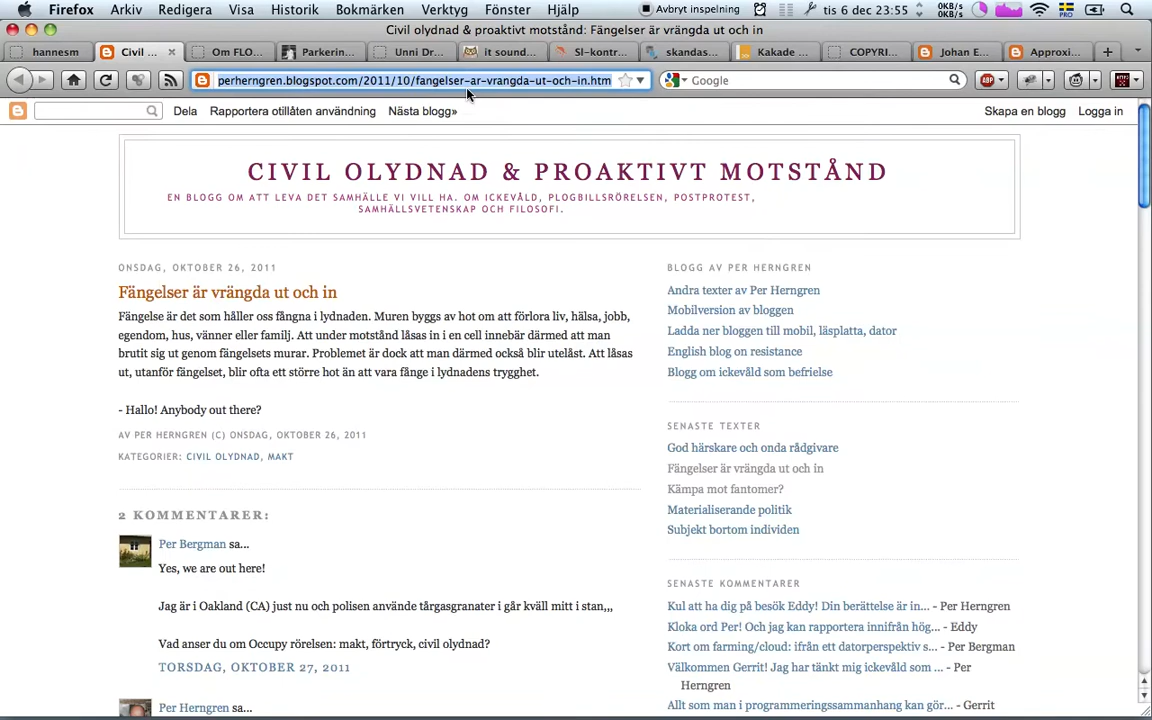 Firefox Arkiv Redigera Visa Historik Bokmärken Verktyg Fönster Hjälp Avbryt inspelning tis 6 dec 23:55 0KB/s 0KB/s PRO
Civil olydnad & proaktivt motstånd: Fängelser är vrängda ut och in
hannesm Civil ... Om FLO... Parkerin... Unni Dr... it sound... SI-kontr... skandas... Kakade ... COPYRI... Johan E... Approxi...
perherngren.blogspot.com/2011/10/fangelser-ar-vrangda-ut-och-in.htm Google ABP
Dela Rapportera otillåten användning Nästa blogg» Skapa en blogg Logga in
CIVIL OLYDNAD & PROAKTIVT MOTSTÅND
EN BLOGG OM ATT LEVA DET SAMHÄLLE VI VILL HA. OM ICKEVÅLD, PLOGBILLSRÖRELSEN, POSTPROTEST,
SAMHÄLLSVETENSKAP OCH FILOSOFI.
ONSDAG, OKTOBER 26, 2011
Fängelser är vrängda ut och in
Fängelse är det som håller oss fångna i lydnaden. Muren byggs av hot om att förlora liv, hälsa, jobb,
egendom, hus, vänner eller familj. Att under motstånd låsas in i en cell innebär därmed att man
brutit sig ut genom fängelsets murar. Problemet är dock att man därmed också blir utelåst. Att låsas
ut, utanför fängelset, blir ofta ett större hot än att vara fånge i lydnadens trygghet.
- Hallo! Anybody out there?
AV PER HERNGREN (C) ONSDAG, OKTOBER 26, 2011
KATEGORIER: CIVIL OLYDNAD, MAKT
2 KOMMENTARER:
Per Bergman sa...
Yes, we are out here!
Jag är i Oakland (CA) just nu och polisen använde tårgasgranater i går kväll mitt i stan,,,
Vad anser du om Occupy rörelsen: makt, förtryck, civil olydnad?
TORSDAG, OKTOBER 27, 2011
Per Herngren sa...
BLOGG AV PER HERNGREN
Andra texter av Per Herngren
Mobilversion av bloggen
Ladda ner bloggen till mobil, läsplatta, dator
English blog on resistance
Blogg om ickevåld som befrielse
SENASTE TEXTER
God härskare och onda rådgivare
Fängelser är vrängda ut och in
Kämpa mot fantomer?
Materialiserande politik
Subjekt bortom individen
SENASTE KOMMENTARER
Kul att ha dig på besök Eddy! Din berättelse är in... - Per Herngren
Kloka ord Per! Och jag kan rapportera innifrån hög... - Eddy
Kort om farming/cloud: ifrån ett datorperspektiv s... - Per Bergman
Välkommen Gerrit! Jag har tänkt mig ickevåld som ... - Per
Herngren
Allt som man i programmeringssammanhang kan gör... - Gerrit